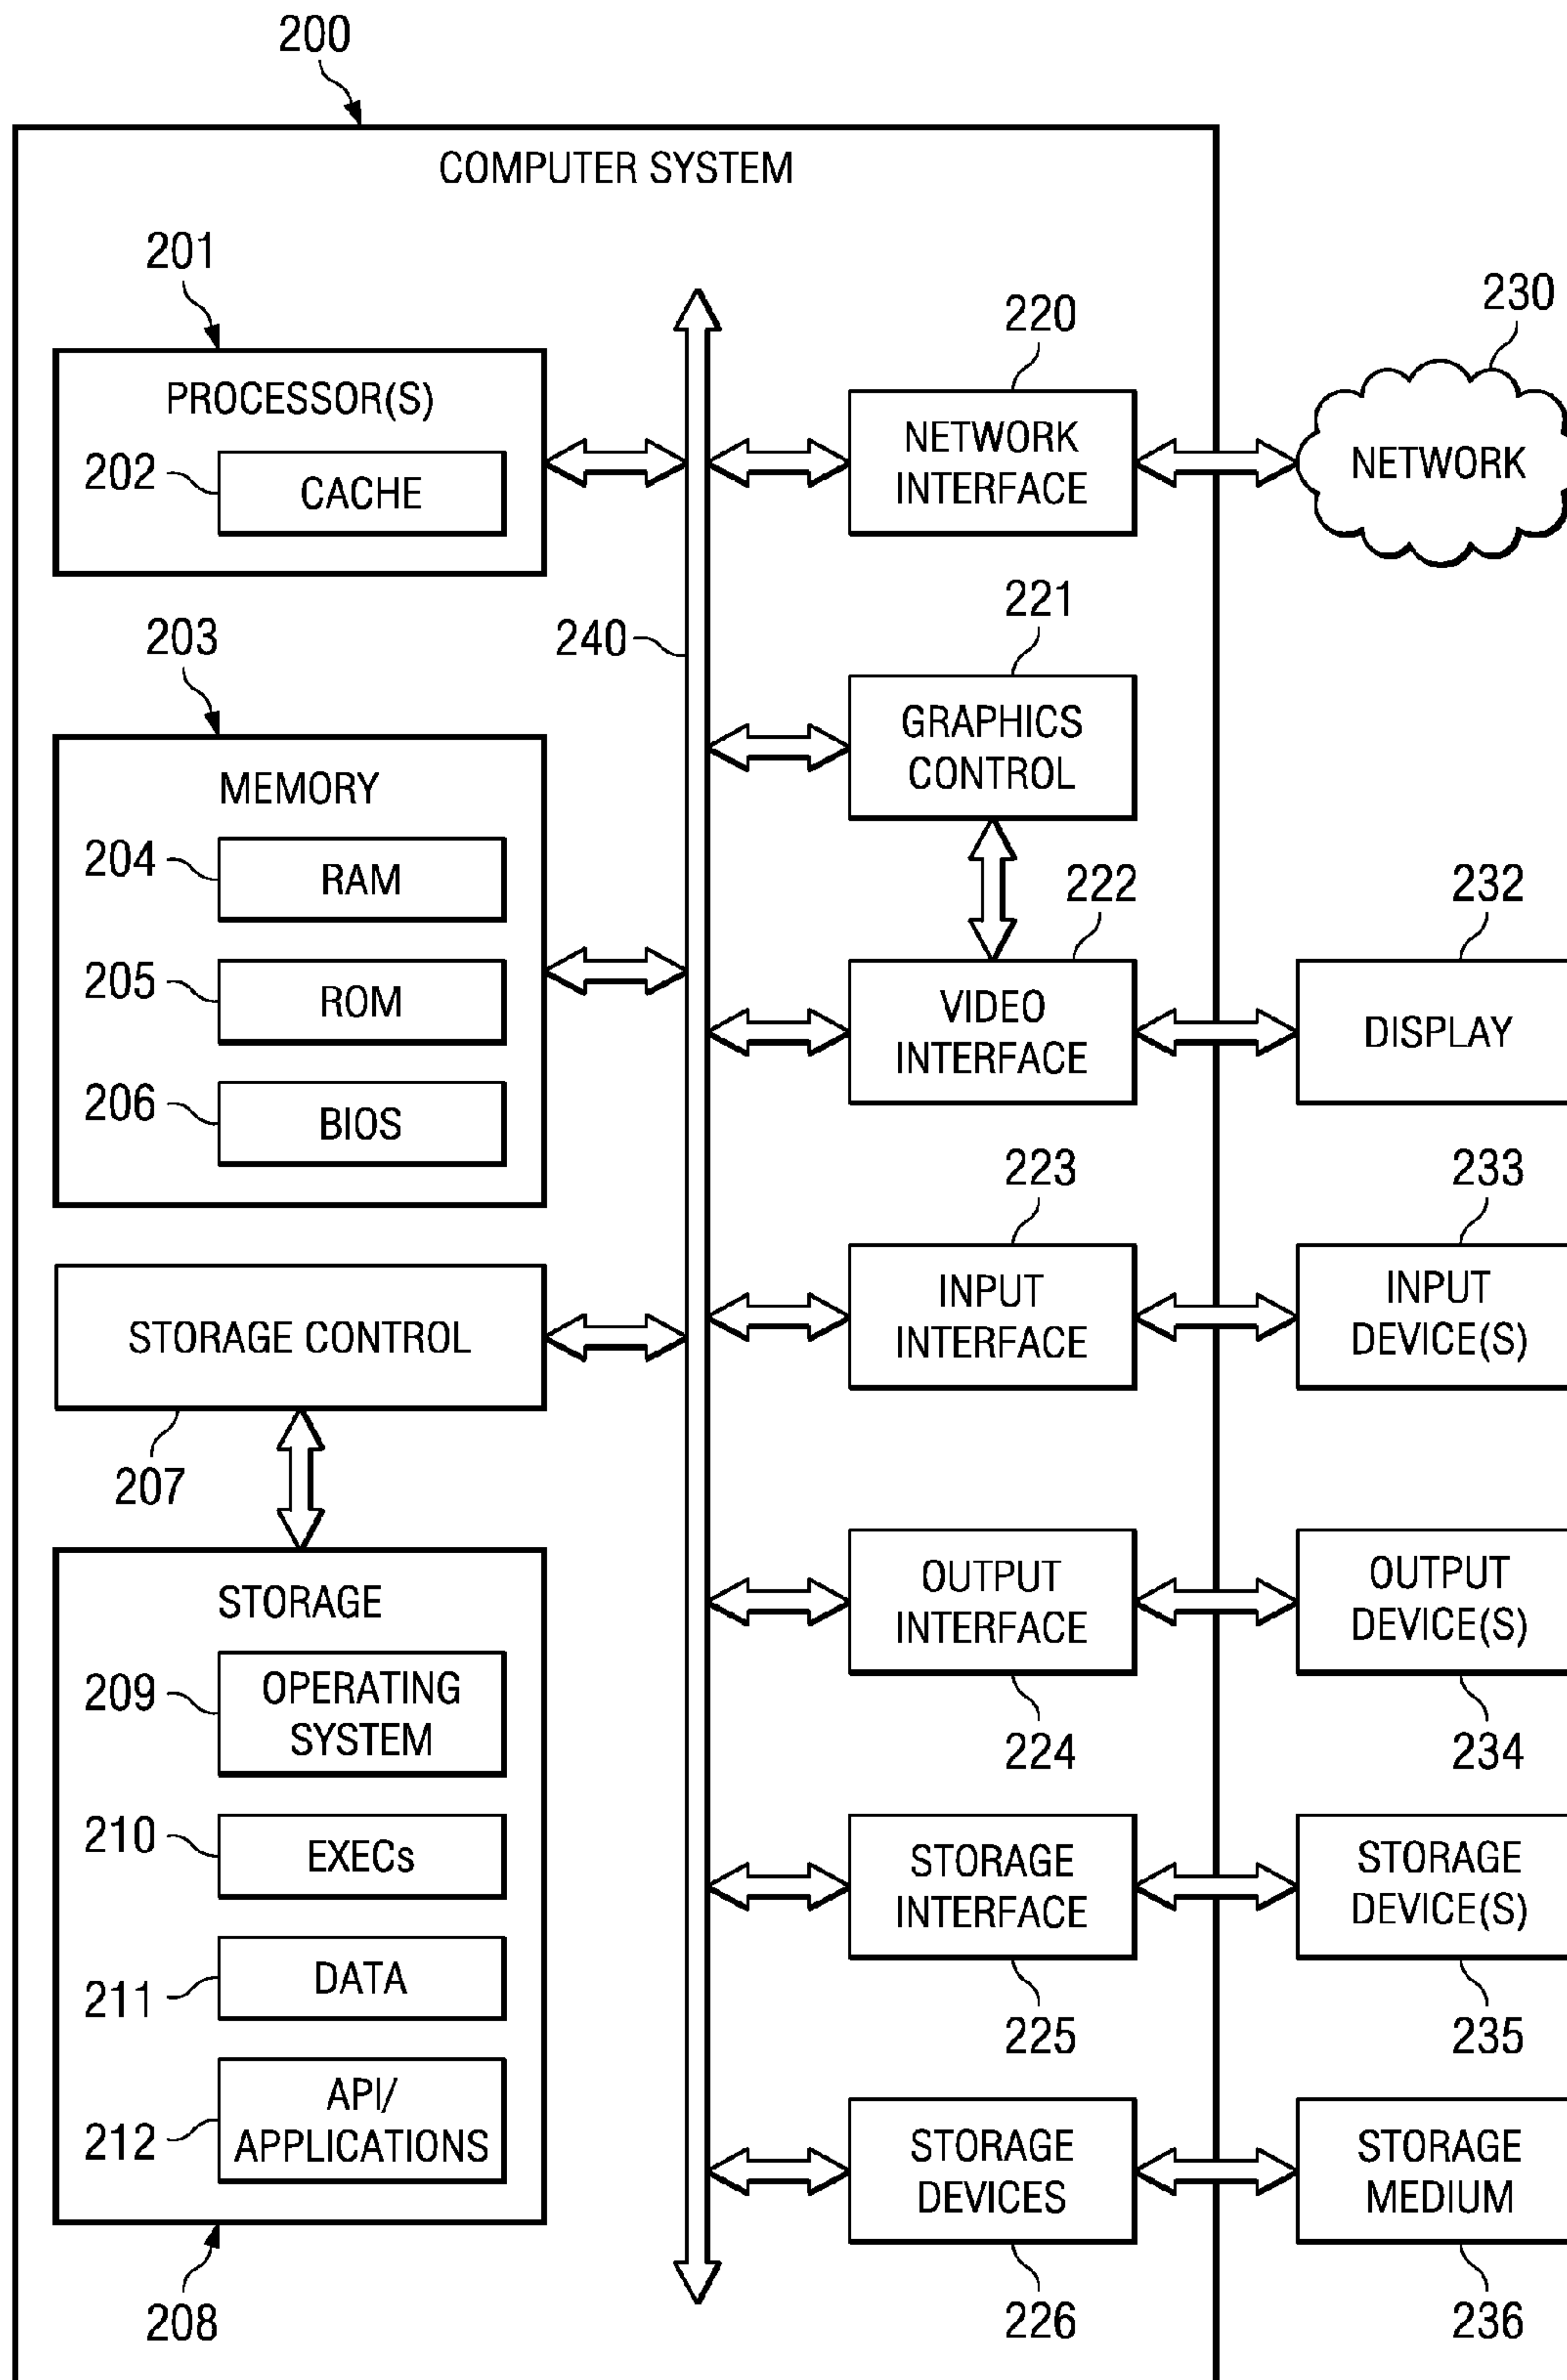 200
COMPUTER SYSTEM
201
PROCESSOR(S)
202
CACHE
203
MEMORY
204
RAM
205
ROM
206
BIOS
STORAGE CONTROL
207
STORAGE
209
OPERATING
SYSTEM
210
EXECs
211
DATA
212
API/
APPLICATIONS
208
240
220
NETWORK
INTERFACE
221
GRAPHICS
CONTROL
222
VIDEO
INTERFACE
223
INPUT
INTERFACE
OUTPUT
INTERFACE
224
STORAGE
INTERFACE
225
STORAGE
DEVICES
226
230
NETWORK
232
DISPLAY
233
INPUT
DEVICE(S)
OUTPUT
DEVICE(S)
234
STORAGE
DEVICE(S)
235
STORAGE
MEDIUM
236